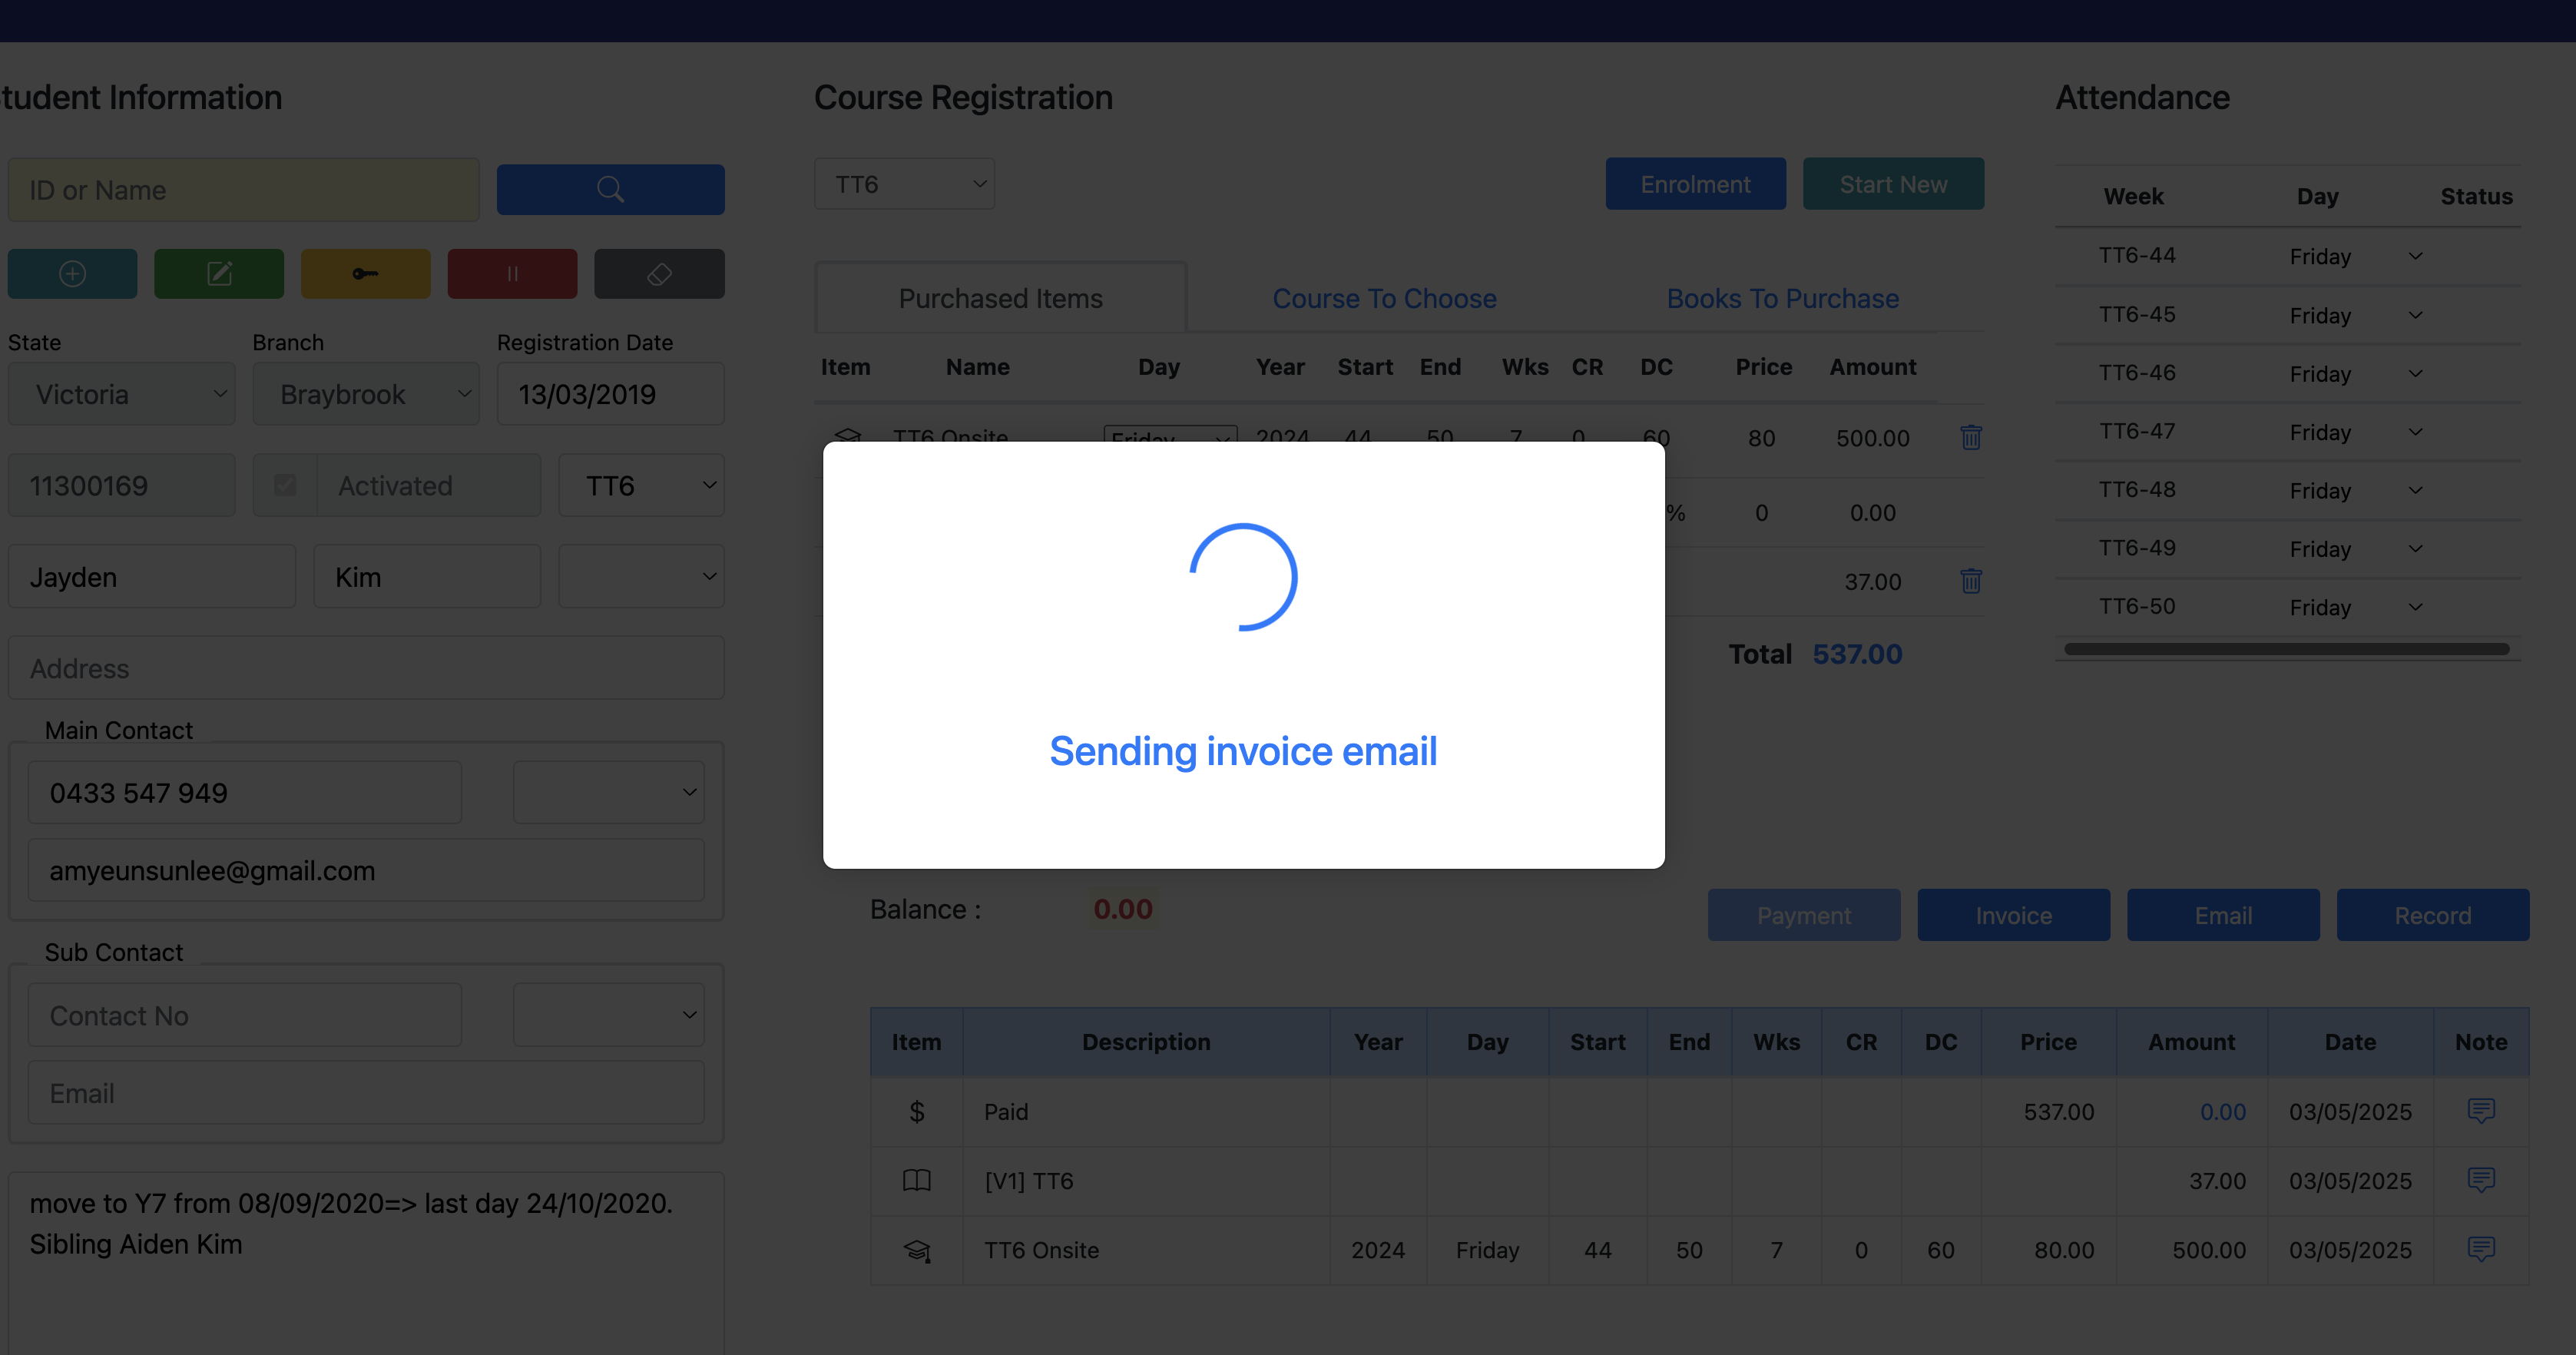 tudent Information
ID or Name
State Branch Registration Date
Victoria Braybrook 13/03/2019
11300169 Activated TT6
Jayden Kim
Address
Main Contact
0433 547 949
amyeunsunlee@gmail.com
Sub Contact
Contact No
Email
move to Y7 from 08/09/2020=> last day 24/10/2020.
Sibling Aiden Kim
Course Registration
TT6 Enrolment Start New
Purchased Items Course To Choose Books To Purchase
Item Name Day Year Start End Wks CR DC Price Amount
TT6 Onsite Friday 2024 44 50 7 0 60 80 500.00
% 0 0.00
37.00
Total 537.00
Sending invoice email
Balance : 0.00
Payment Invoice Email Record
Item Description Year Day Start End Wks CR DC Price Amount Date Note
$ Paid 537.00 0.00 03/05/2025
[V1] TT6 37.00 03/05/2025
TT6 Onsite 2024 Friday 44 50 7 0 60 80.00 500.00 03/05/2025
Attendance
Week Day Status
TT6-44 Friday
TT6-45 Friday
TT6-46 Friday
TT6-47 Friday
TT6-48 Friday
TT6-49 Friday
TT6-50 Friday